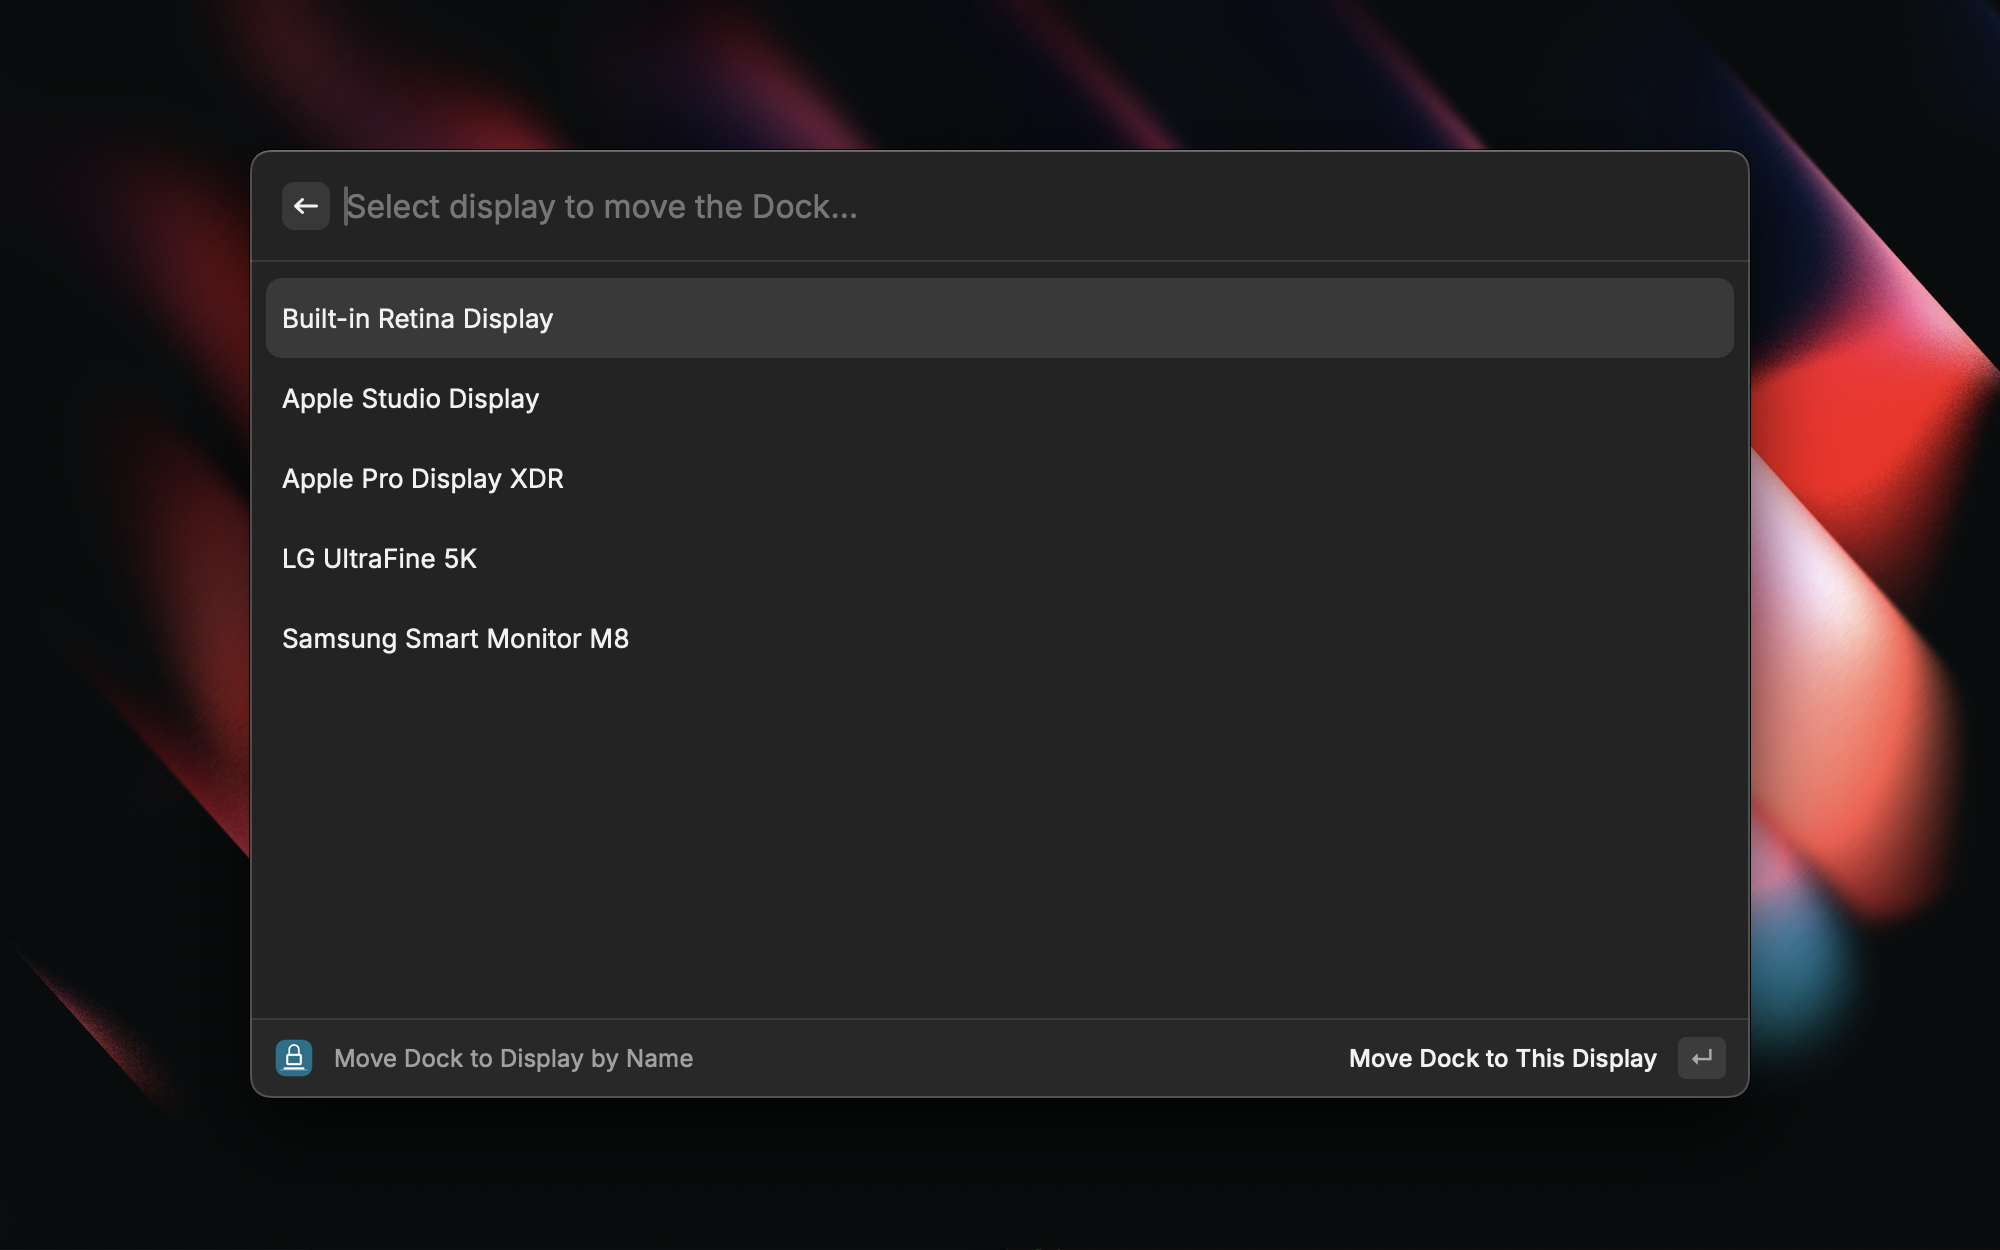 Select display to move the Dock...
Built-in Retina Display
Apple Studio Display
Apple Pro Display XDR
LG UltraFine 5K
Samsung Smart Monitor M8
Move Dock to Display by Name
Move Dock to This Display